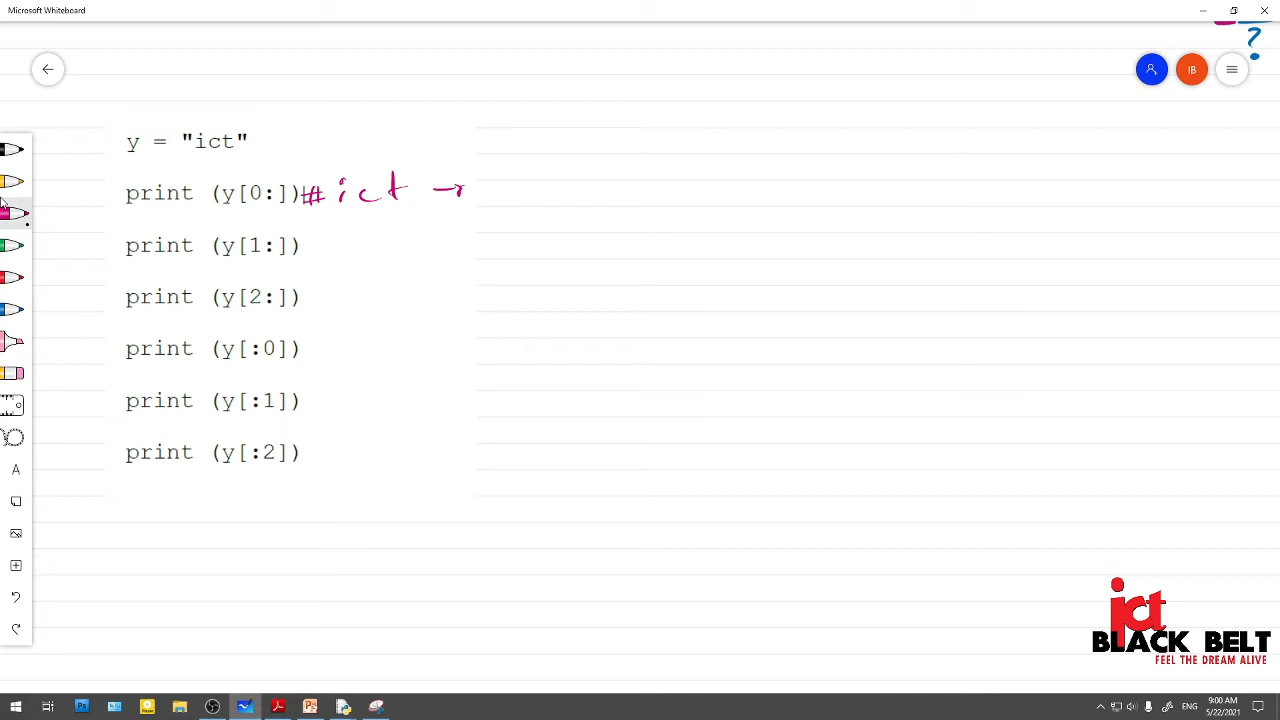 Microsoft Whiteboard
?
IB
y = "ict"
print (y[0:])# ict →
print (y[1:])
print (y[2:])
print (y[:0])
print (y[:1])
print (y[:2])
A
ict
BLACK BELT
FEEL THE DREAM ALIVE
Ps
ENG
9:00 AM
5/22/2021